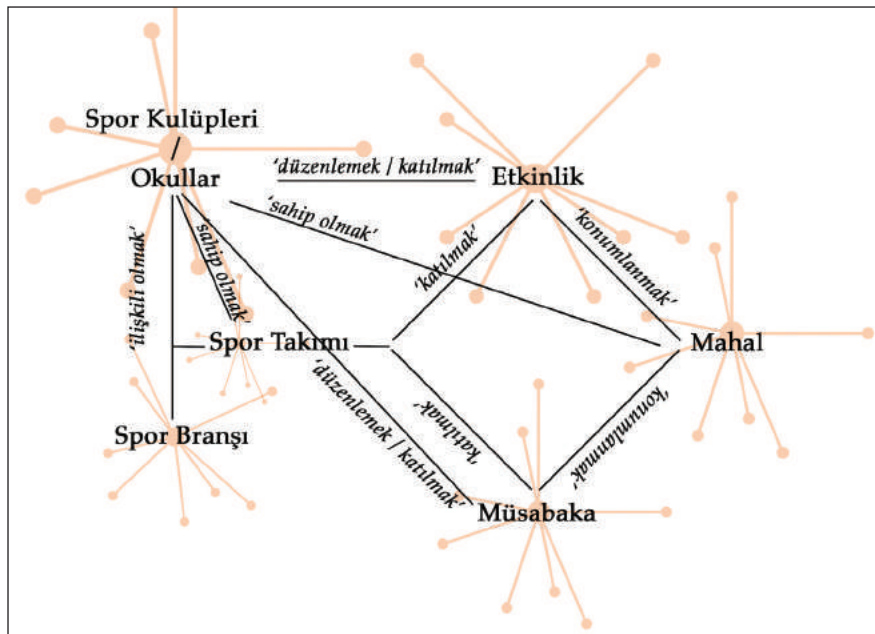 Spor Kulüpleri
/
Okullar
‘düzenlemek / katılmak’
Etkinlik
‘sahip olmak’
‘konumlanmak’
‘katılmak’
‘sahip olmak’
‘ilişkili olmak’
Spor Takımı
Mahal
‘düzenlemek / katılmak’
‘katılmak’
‘konumlanmak’
Spor Branşı
Müsabaka